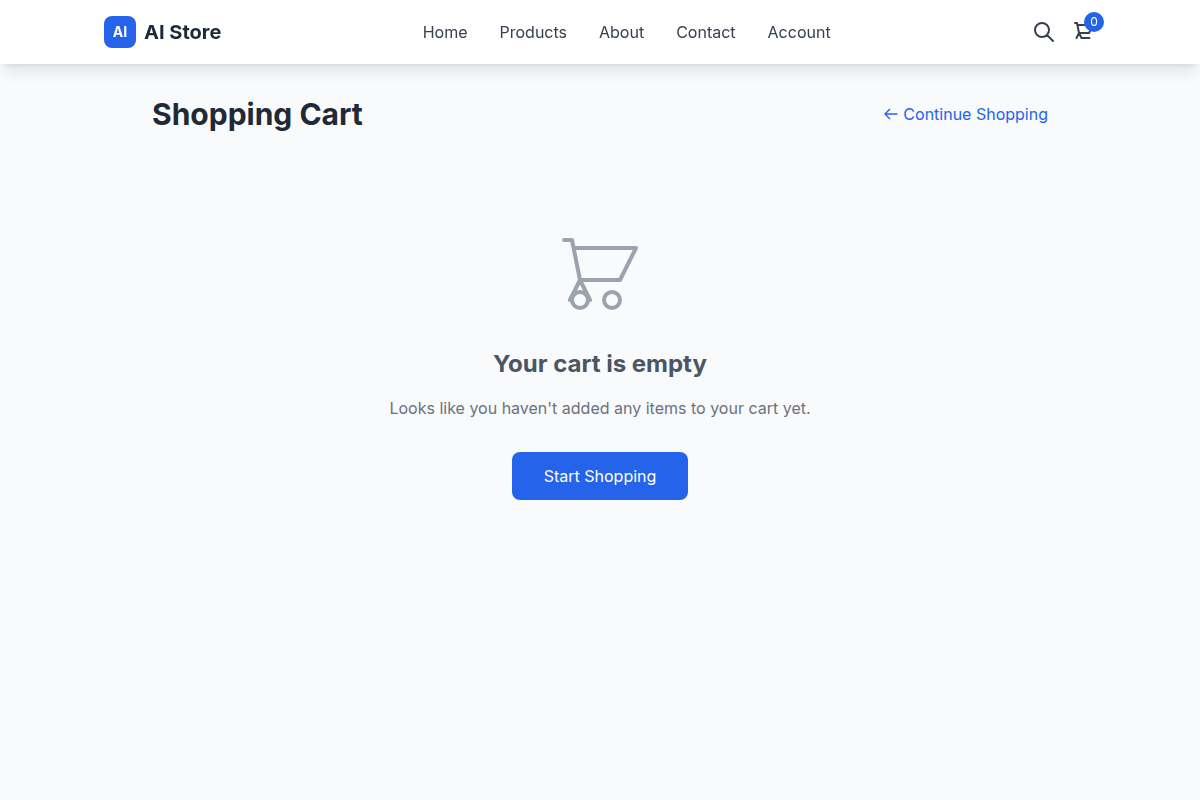 AI AI Store Home Products About Contact Account 0
Shopping Cart ← Continue Shopping
Your cart is empty
Looks like you haven't added any items to your cart yet.
Start Shopping